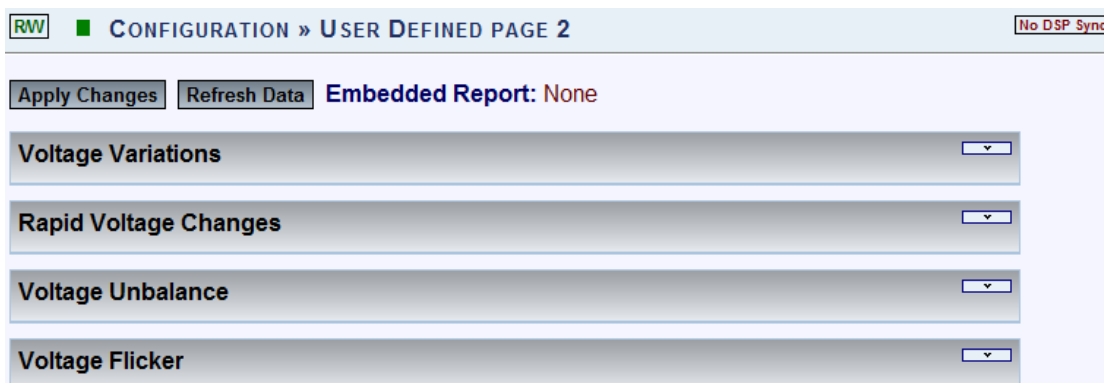 R/W CONFIGURATION » USER DEFINED PAGE 2 No DSP Sync
Apply Changes Refresh Data Embedded Report: None
Voltage Variations
Rapid Voltage Changes
Voltage Unbalance
Voltage Flicker